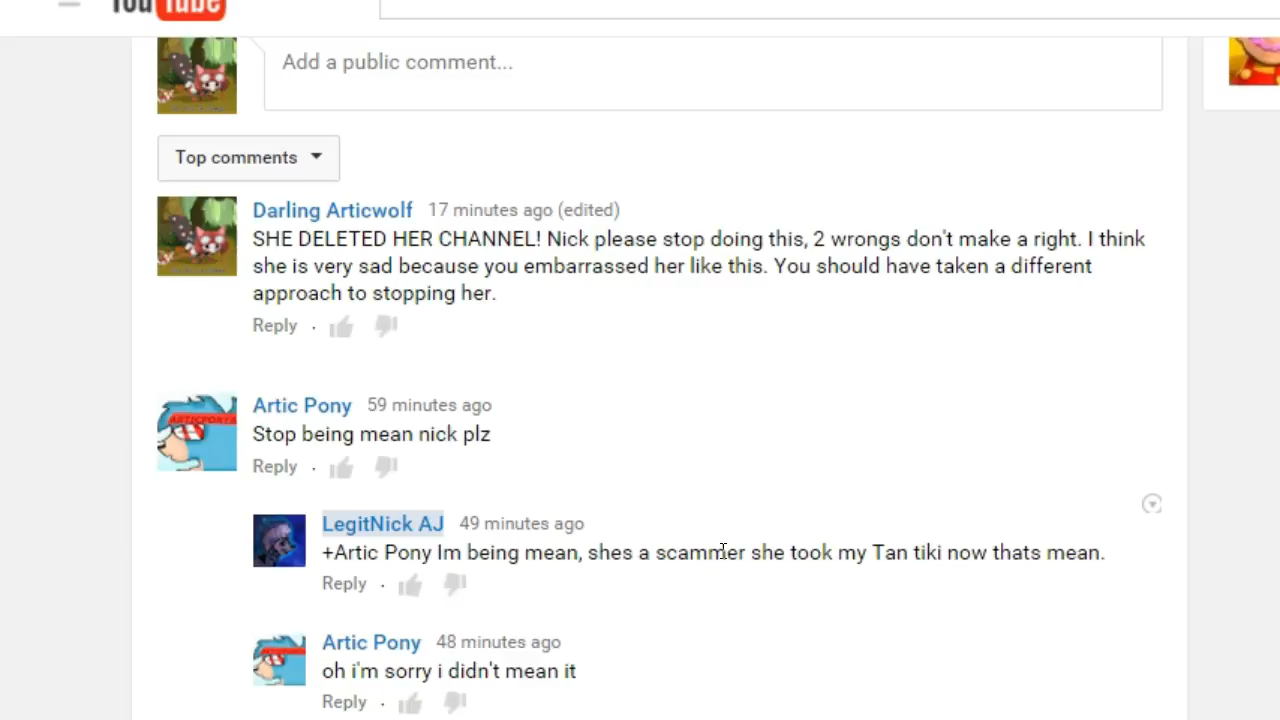 YouTube
Add a public comment...
Top comments
Darling Articwolf 17 minutes ago (edited)
SHE DELETED HER CHANNEL! Nick please stop doing this, 2 wrongs don't make a right. I think
she is very sad because you embarrassed her like this. You should have taken a different
approach to stopping her.
Reply ·
Artic Pony 59 minutes ago
Stop being mean nick plz
Reply ·
LegitNick AJ 49 minutes ago
+Artic Pony Im being mean, shes a scammer she took my Tan tiki now thats mean.
Reply ·
Artic Pony 48 minutes ago
oh i'm sorry i didn't mean it
Reply ·